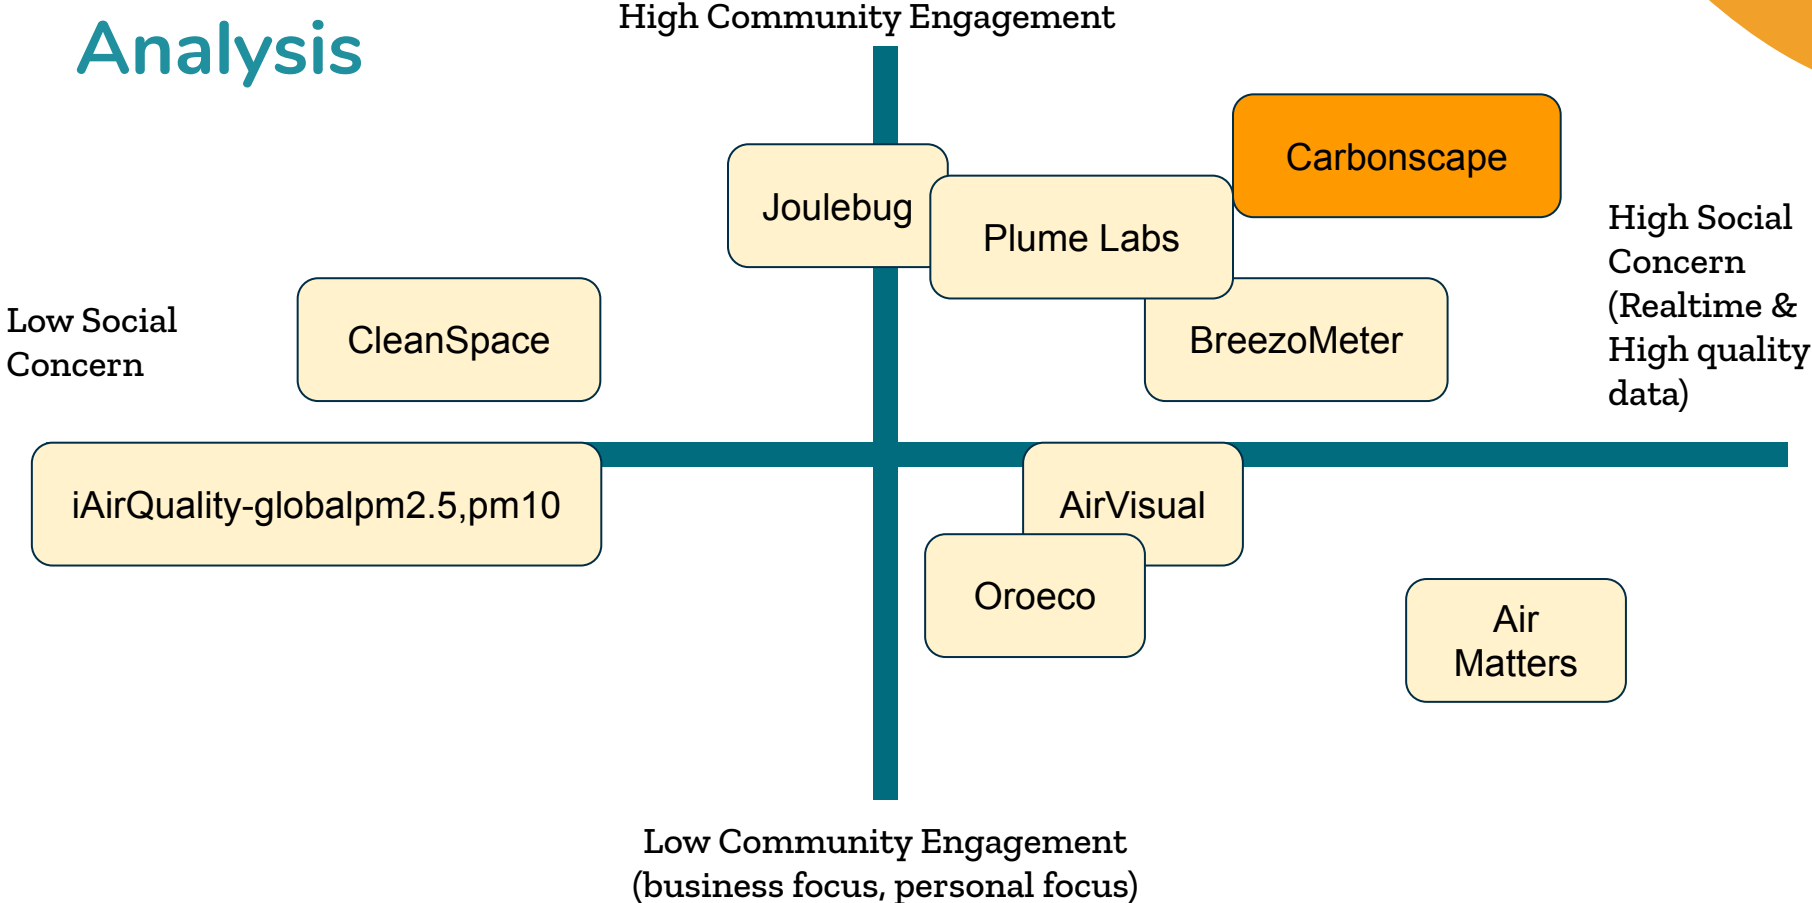 High Community Engagement
Analysis
Carbonscape
Joulebug
Plume Labs
High Social
Concern
(Realtime &
High quality
data)
Low Social
Concern
CleanSpace
BreezoMeter
iAirQuality-globalpm2.5,pm10
AirVisual
Oroeco
Air
Matters
Low Community Engagement
(business focus, personal focus)